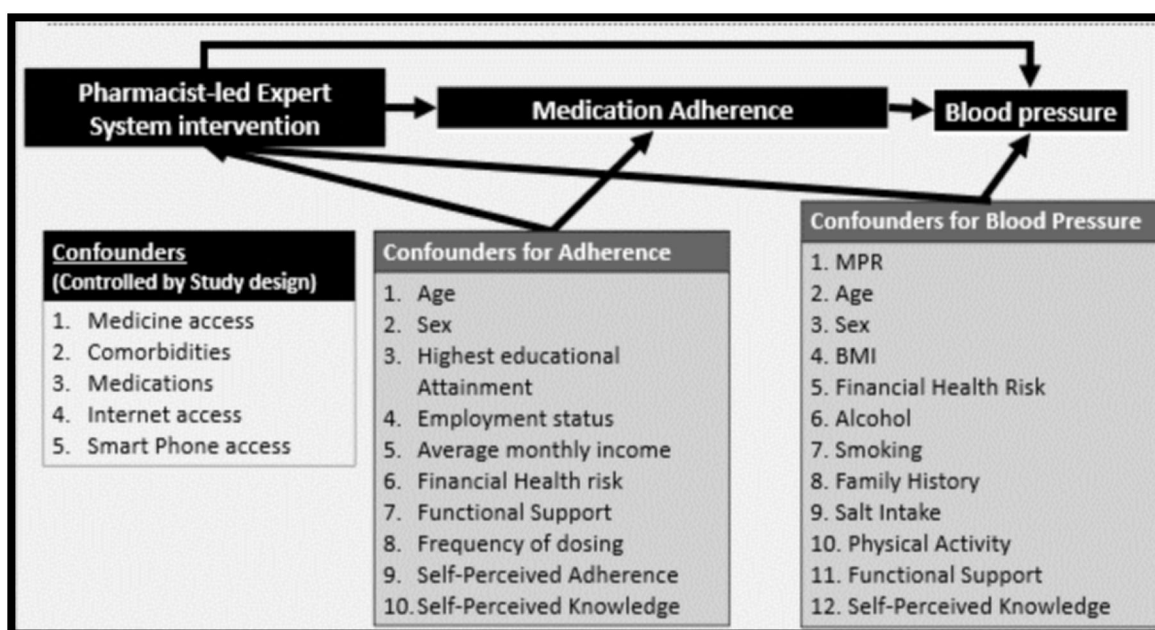 Pharmacist-led Expert
System intervention
Medication Adherence
Blood pressure
Confounders
(Controlled by Study design)
1. Medicine access
2. Comorbidities
3. Medications
4. Internet access
5. Smart Phone access
Confounders for Adherence
1. Age
2. Sex
3. Highest educational
Attainment
4. Employment status
5. Average monthly income
6. Financial Health risk
7. Functional Support
8. Frequency of dosing
9. Self-Perceived Adherence
10. Self-Perceived Knowledge
Confounders for Blood Pressure
1. MPR
2. Age
3. Sex
4. BMI
5. Financial Health Risk
6. Alcohol
7. Smoking
8. Family History
9. Salt Intake
10. Physical Activity
11. Functional Support
12. Self-Perceived Knowledge